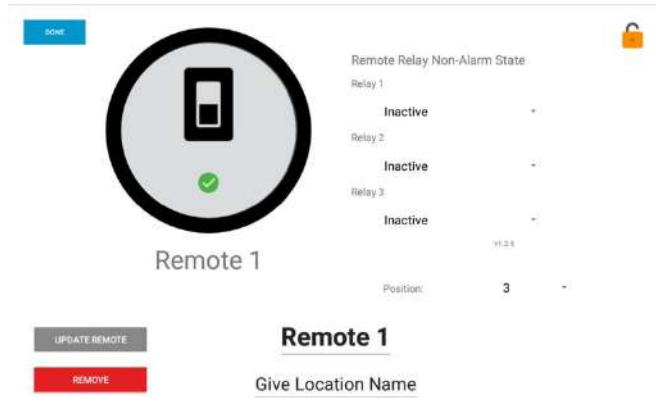 DONE
Remote Relay Non-Alarm State
Relay 1
Inactive
Relay 2
Inactive
Relay 3
Inactive
Remote 1
Position: 3
UPDATE REMOTE
Remote 1
REMOVE
Give Location Name